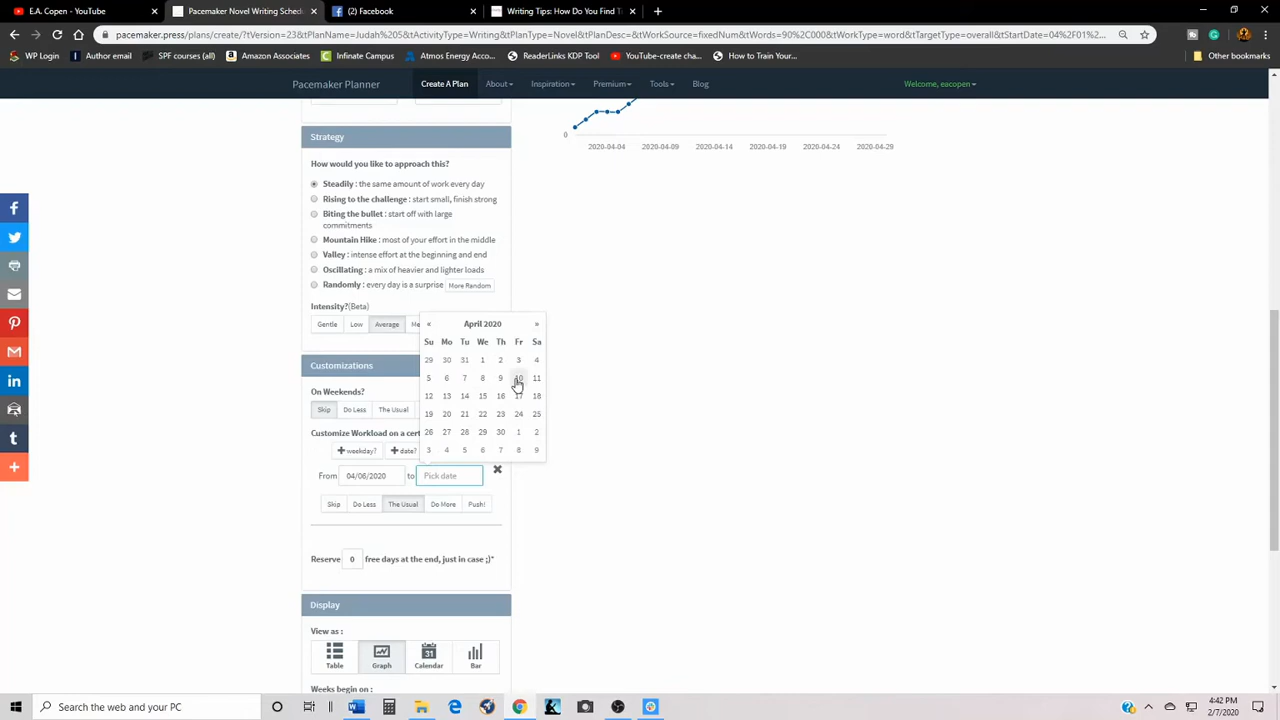 E.A. Copen - YouTube
Pacemaker Novel Writing Sched
Facebook
How Do You Find Time To
pacemaker.press/plans/create/?tVersion=23&tPlanName=Judah%205&tActivityType=Writing&tPlanType=Novel&tPlanDesc=&tWorkSource=fixedNum&tWords=90%2C000&tWorkType=word&tTargetType=overall&tStartDate=04%2F01%2...
WP Login
Author email
SPF courses (all)
Amazon Associates
Infinate Campus
Atmos Energy
ReaderLinks KDP Tool
YouTube-create cha...
How to Train Your...
Other bookmarks
Pacemaker Planner
Create A Plan
About
Inspiration
Premium
Tools
Blog
Welcome, eacopen
0
2020-04-04 2020-04-09 2020-04-14 2020-04-19 2020-04-24 2020-04-29
Strategy
How would you like to approach this?
Steadily : the same amount of work every day
Rising to the challenge : start small, finish strong
Biting the bullet : start off with large
commitments
Mountain Hike : most of your effort in the middle
Valley : intense effort at the beginning and end
Oscillating : a mix of heavier and lighter loads
Randomly : every day is a surprise More Random
Intensity?(Beta)
Gentle Low Average Me
« April 2020 »
Su Mo Tu We Th Fr Sa
29 30 31 1 2 3 4
5 6 7 8 9 10 11
12 13 14 15 16 17 18
19 20 21 22 23 24 25
26 27 28 29 30 1 2
3 4 5 6 7 8 9
Customizations
On Weekends?
Skip Do Less The Usual
Customize Workload on a cert
+ weekday? + date?
From 04/06/2020 to Pick date ✖
Skip Do Less The Usual Do More Push!
Reserve 0 free days at the end, just in case ;)*
Display
View as :
31
Table Graph Calendar Bar
Weeks begin on :
Search the web and your PC
4:42 PM
2/7/2020